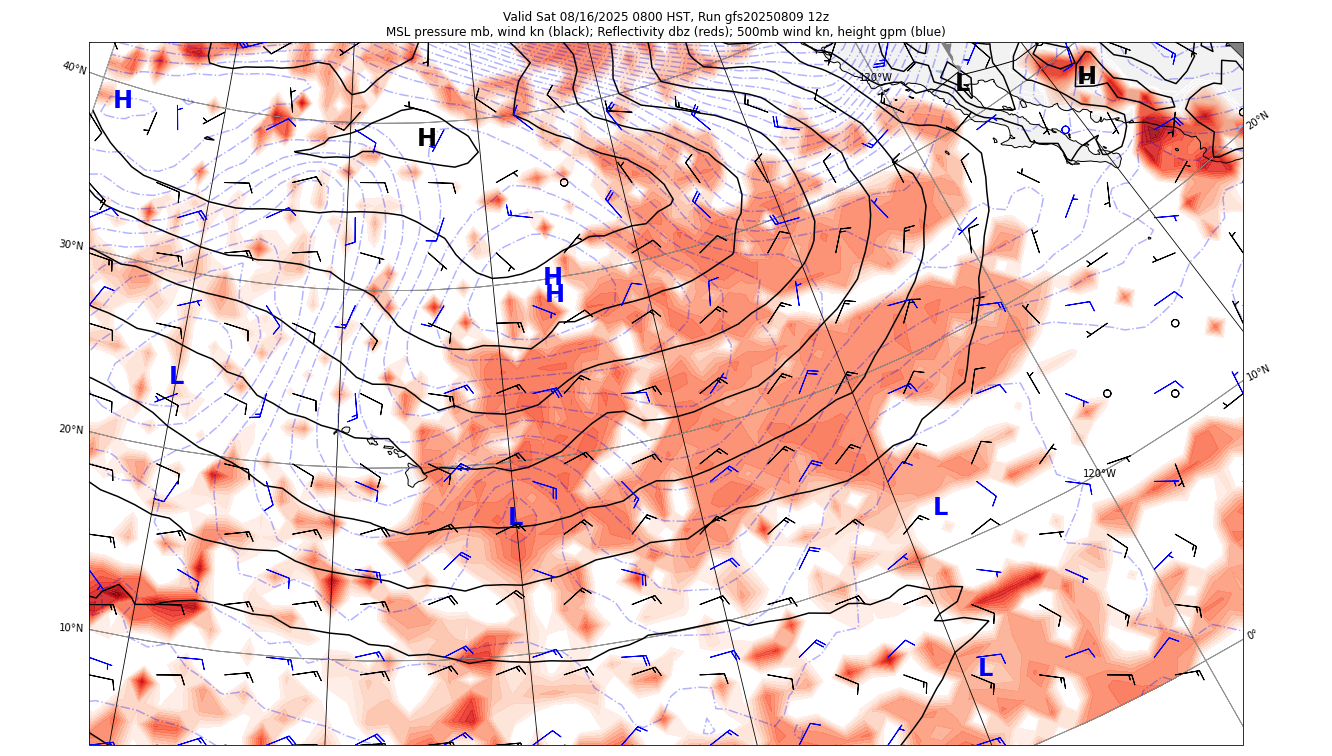 Valid Sat 08/16/2025 0800 HST, Run gfs20250809 12z
MSL pressure mb, wind kn (black); Reflectivity dbz (reds); 500mb wind kn, height gpm (blue)
40°N
120°W
L
H
H
20°N
H
30°N
H
H
L
10°N
20°N
120°W
L
L
10°N
0°
L